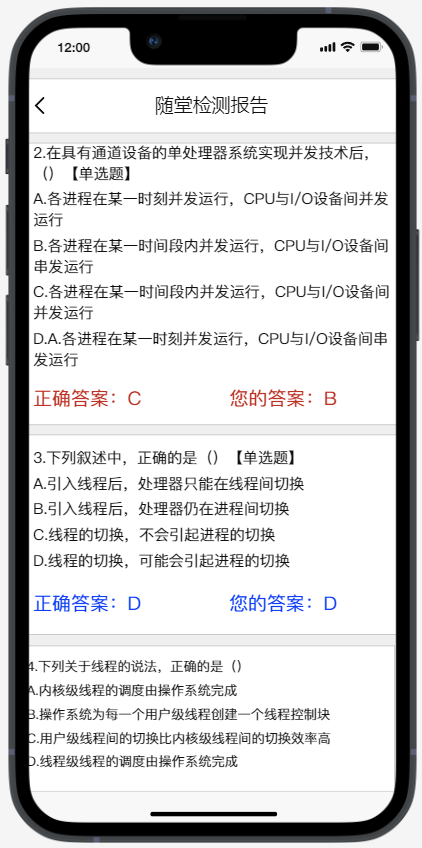 12:00
随堂检测报告
2.在具有通道设备的单处理器系统实现并发技术后，
（）【单选题】
A.各进程在某一时刻并发运行，CPU与I/O设备间并发
运行
B.各进程在某一时间段内并发运行，CPU与I/O设备间
串发运行
C.各进程在某一时间段内并发运行，CPU与I/O设备间
并发运行
D.A.各进程在某一时刻并发运行，CPU与I/O设备间串
发运行
正确答案：C 您的答案：B
3.下列叙述中，正确的是（）【单选题】
A.引入线程后，处理器只能在线程间切换
B.引入线程后，处理器仍在进程间切换
C.线程的切换，不会引起进程的切换
D.线程的切换，可能会引起进程的切换
正确答案：D 您的答案：D
4.下列关于线程的说法，正确的是（）
A.内核级线程的调度由操作系统完成
B.操作系统为每一个用户级线程创建一个线程控制块
C.用户级线程间的切换比内核级线程间的切换效率高
D.线程级线程的调度由操作系统完成